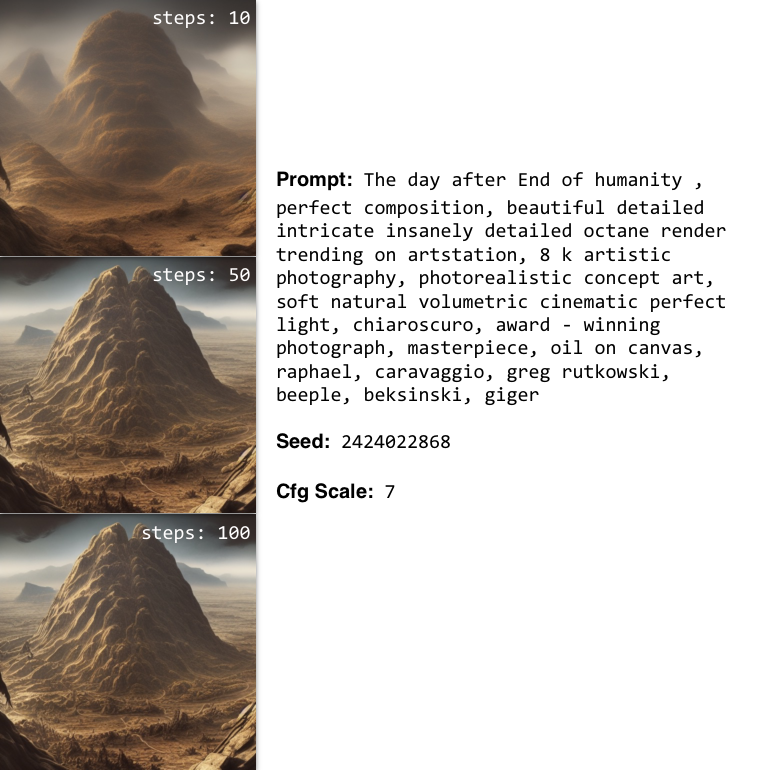 steps: 10
steps: 50
steps: 100
Prompt: The day after End of humanity ,
perfect composition, beautiful detailed
intricate insanely detailed octane render
trending on artstation, 8 k artistic
photography, photorealistic concept art,
soft natural volumetric cinematic perfect
light, chiaroscuro, award - winning
photograph, masterpiece, oil on canvas,
raphael, caravaggio, greg rutkowski,
beeple, beksinski, giger
Seed: 2424022868
Cfg Scale: 7